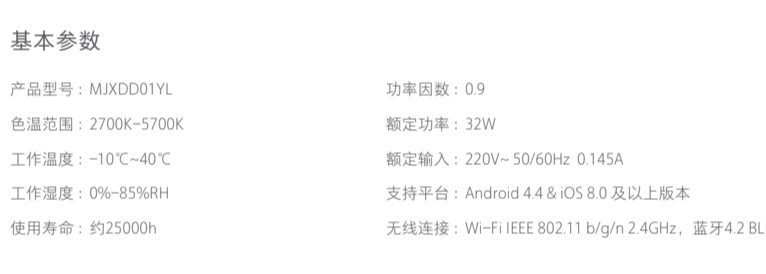 基本参数
产品型号：MJXDD01YL
功率因数：0.9
色温范围：2700K-5700K
额定功率：32W
工作温度：-10℃~40℃
额定输入：220V~ 50/60Hz 0.145A
工作湿度：0%-85%RH
支持平台：Android 4.4 & iOS 8.0 及以上版本
使用寿命：约25000h
无线连接：Wi-Fi IEEE 802.11 b/g/n 2.4GHz，蓝牙4.2 BL